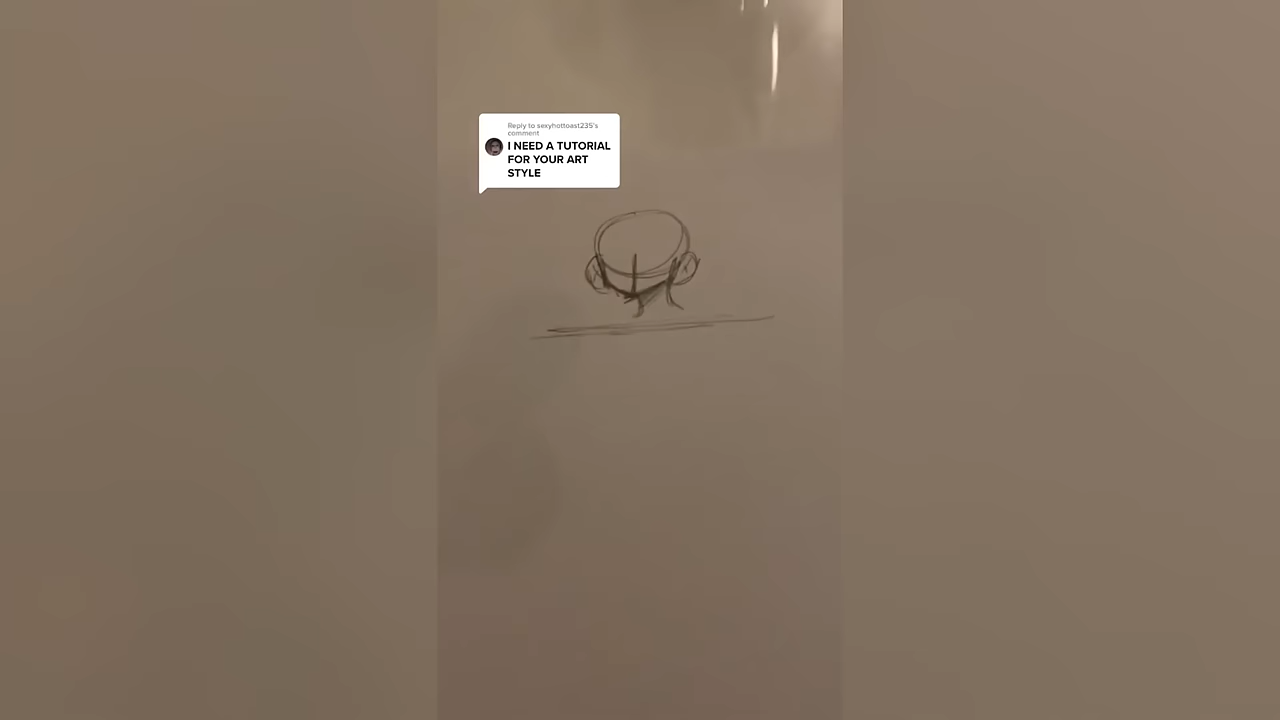 Reply to sexyhottoast235's
comment
I NEED A TUTORIAL
FOR YOUR ART
STYLE